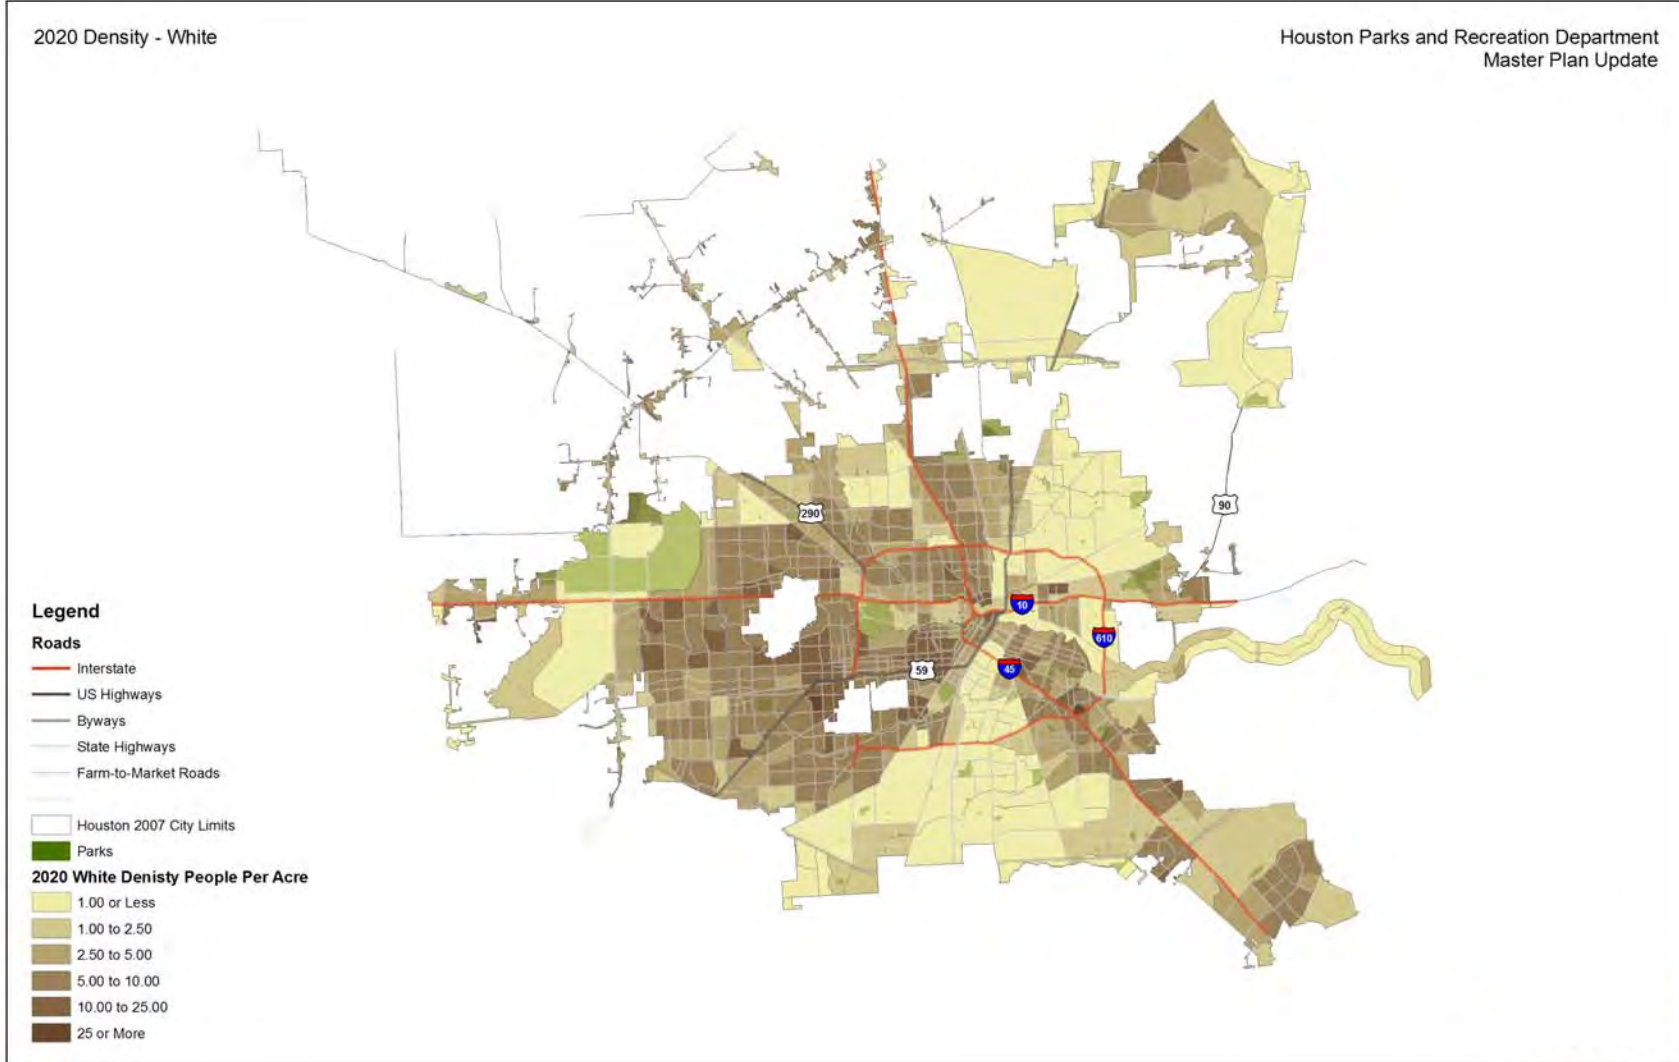 2020 Density - White
Houston Parks and Recreation Department
Master Plan Update
290
90
10
610
59
45
Legend
Roads
Interstate
US Highways
Byways
State Highways
Farm-to-Market Roads
Houston 2007 City Limits
Parks
2020 White Denisty People Per Acre
1.00 or Less
1.00 to 2.50
2.50 to 5.00
5.00 to 10.00
10.00 to 25.00
25 or More